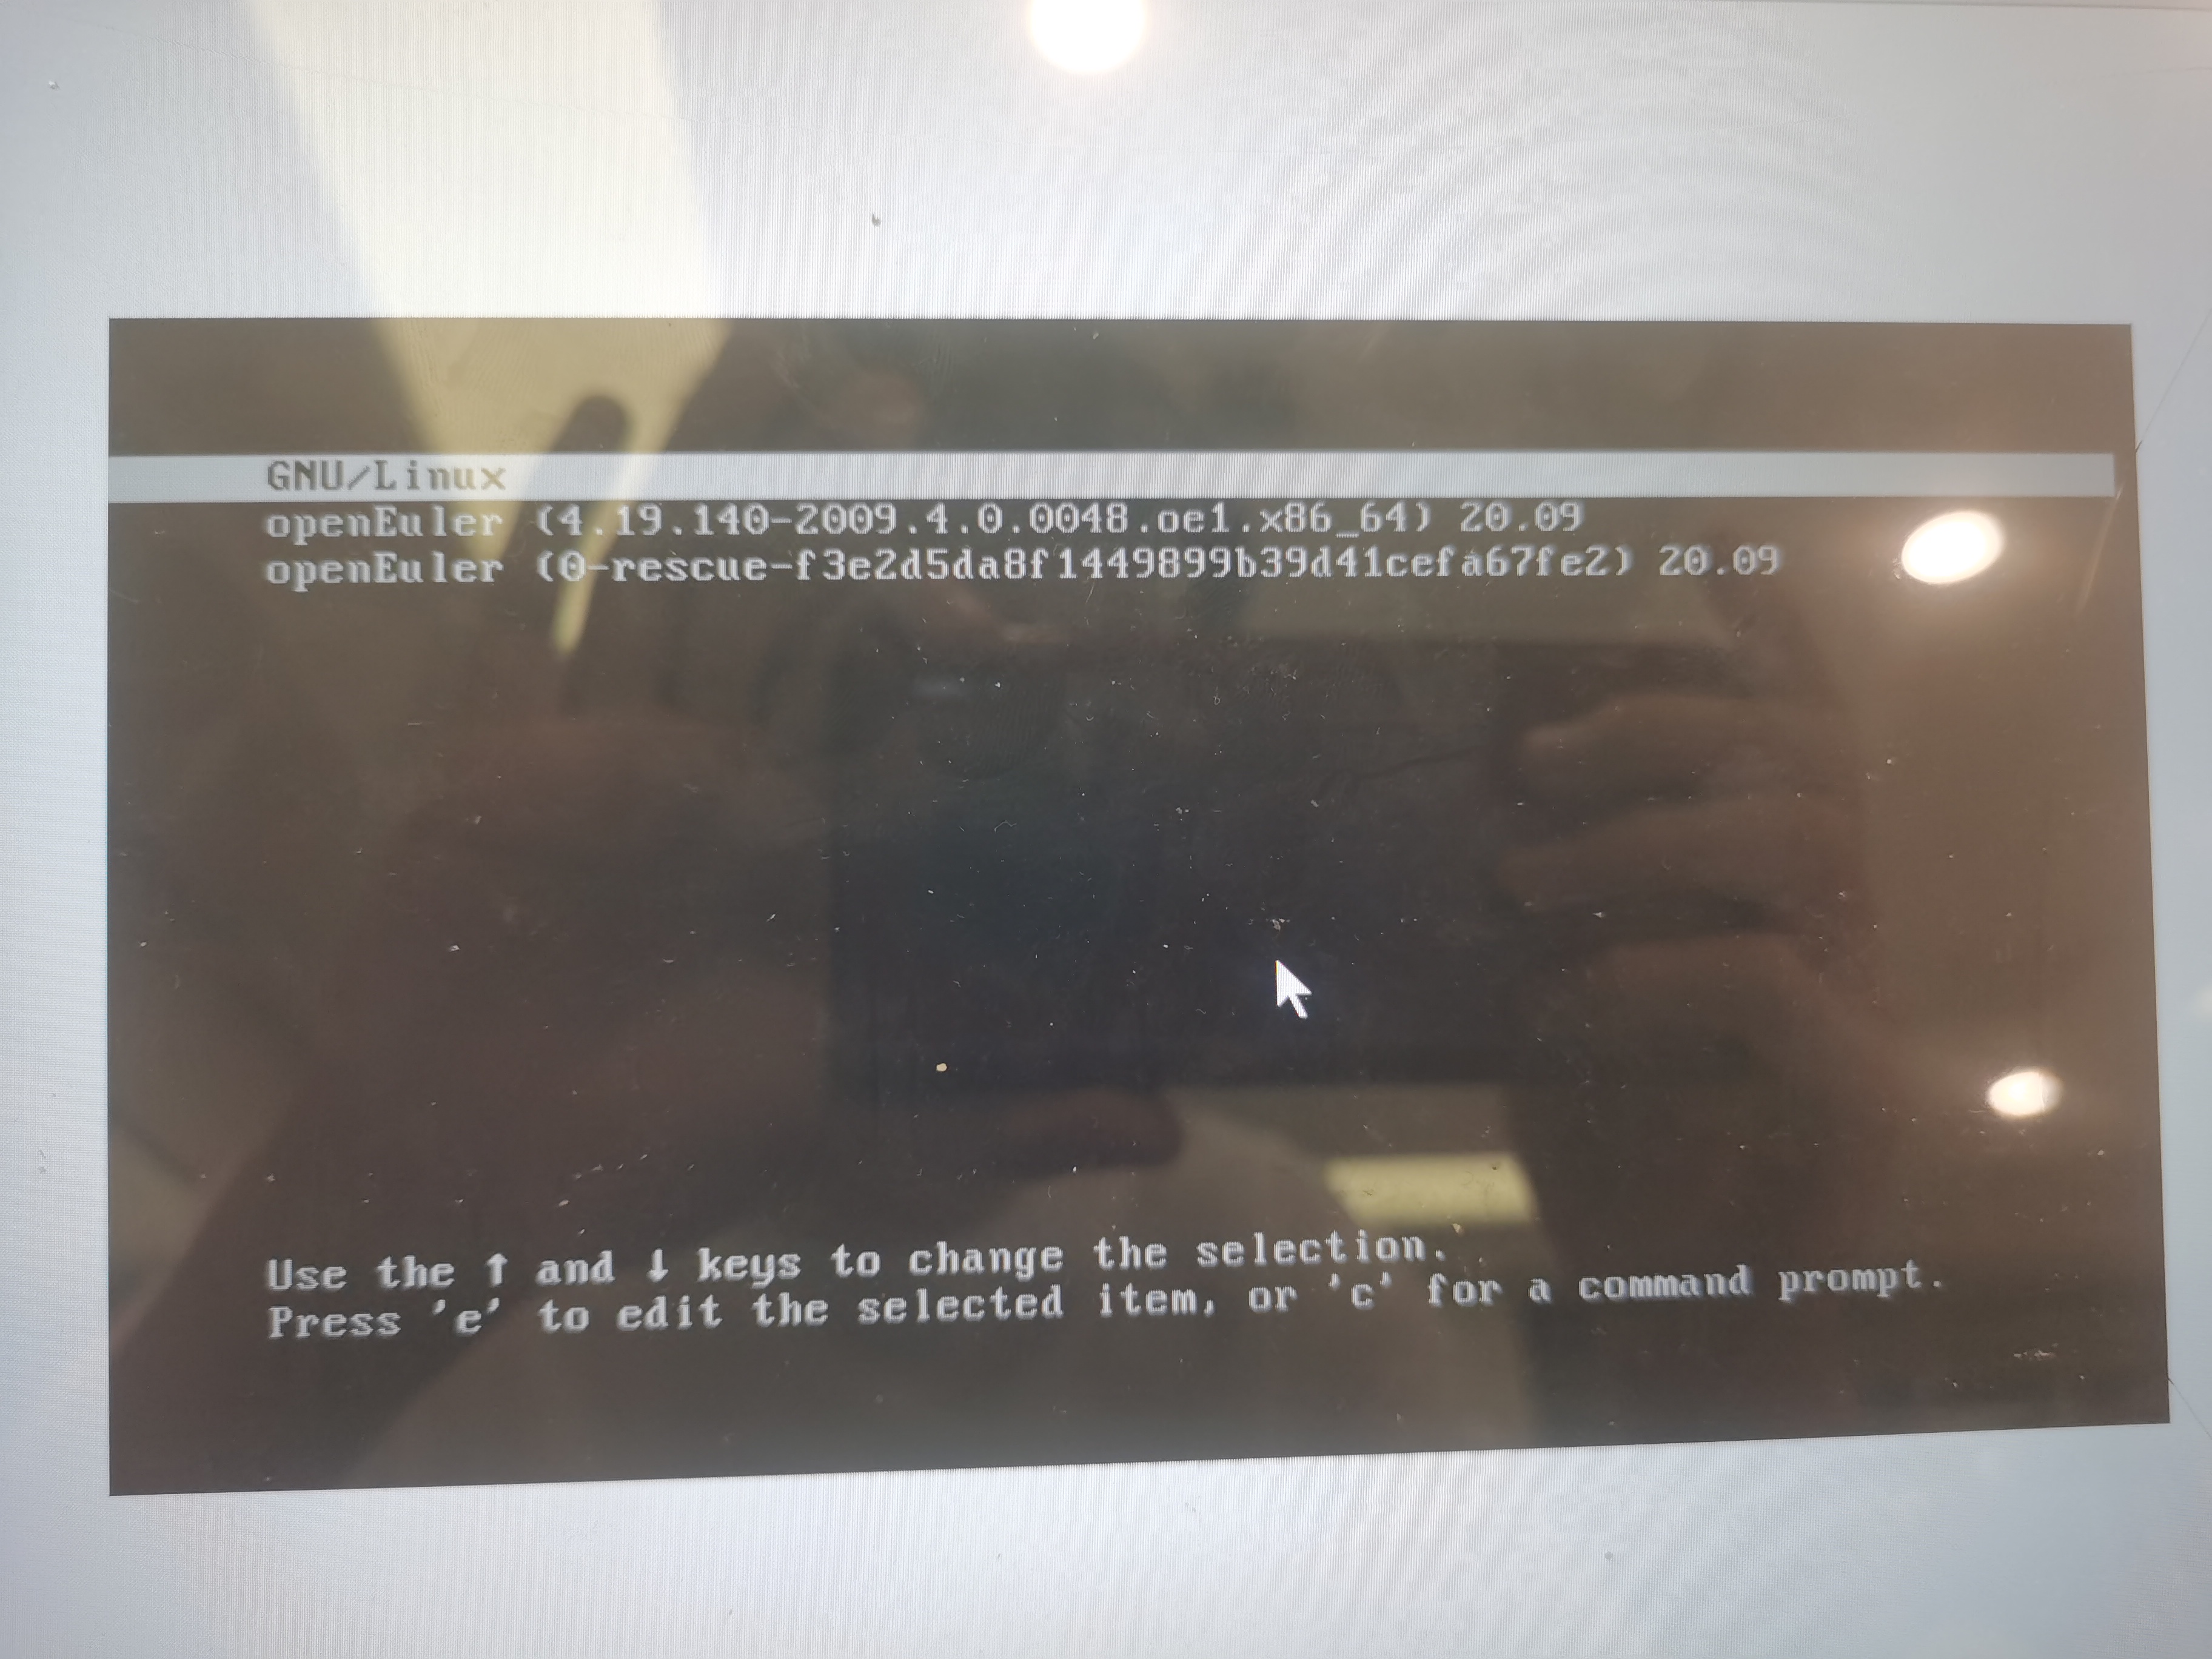 GNU/Linux
openEuler (4.19.140-2009.4.0.0048.oe1.x86_64) 20.09
openEuler (0-rescue-f3e2d5da8f1449899b39d41cefa67fe2) 20.09
Use the ↑ and ↓ keys to change the selection.
Press 'e' to edit the selected item, or 'c' for a command prompt.